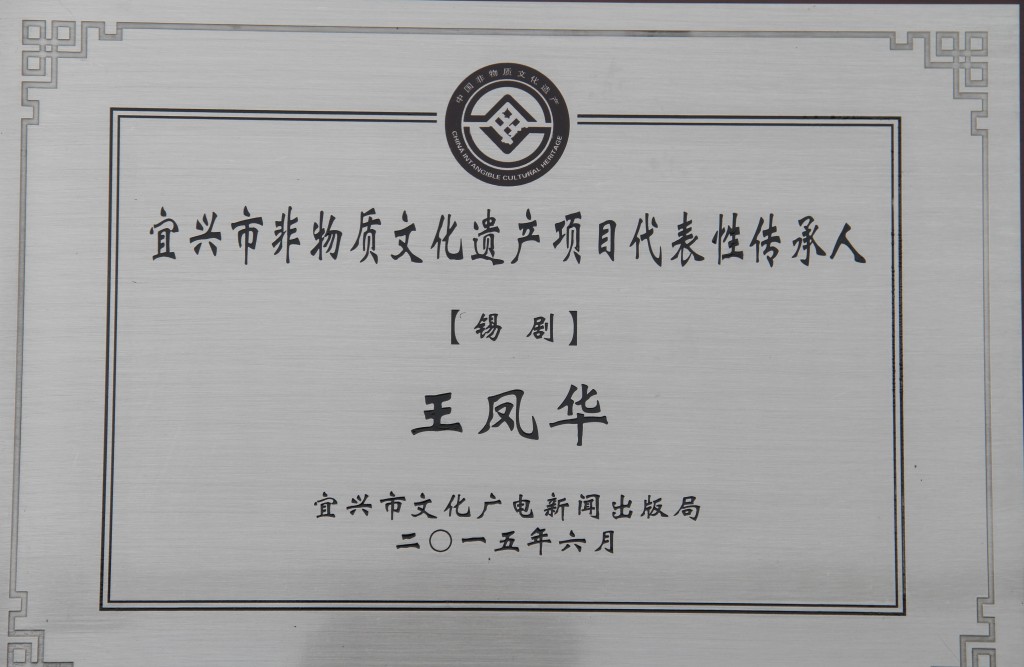 中国非物质文化遗产
CHINA INTANGIBLE CULTURAL HERITAGE
宜兴市非物质文化遗产项目代表性传承人
【锡 剧】
王凤华
宜兴市文化广电新闻出版局
二〇一五年六月